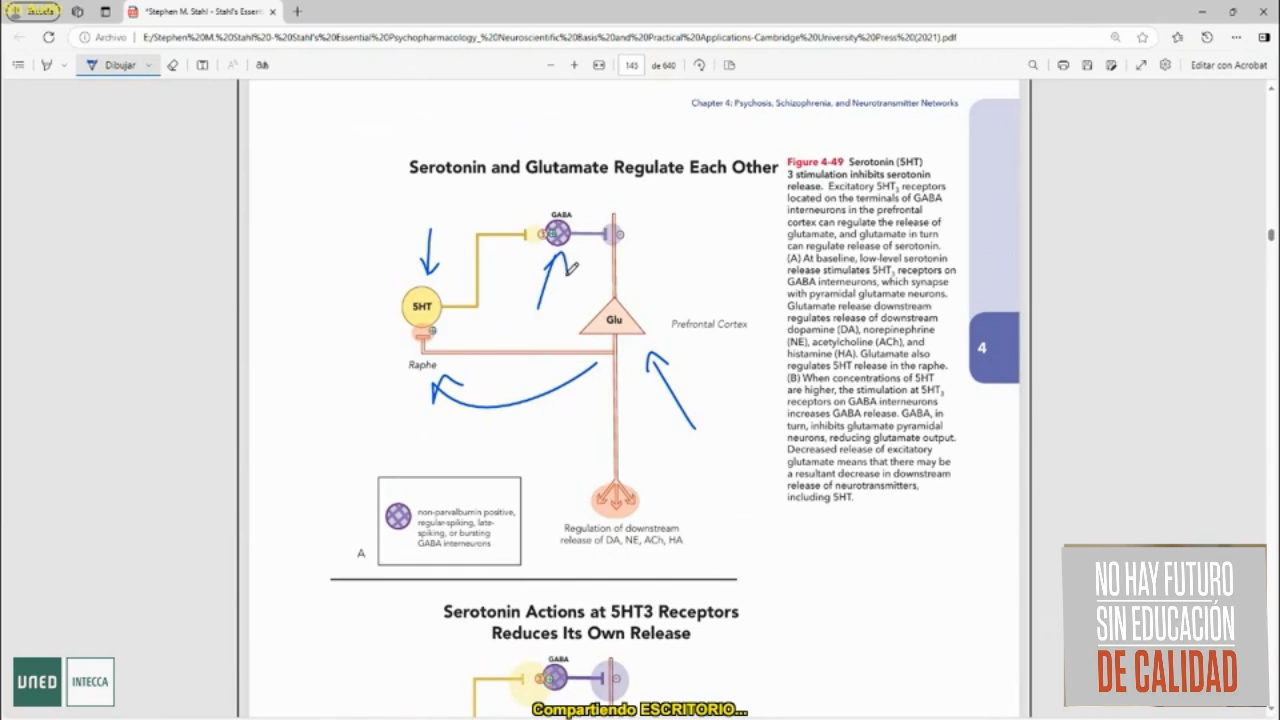 Escuela
*Stephen M. Stahl - Stahl's Essen
Archivo
E:/Stephen%20M.%20Stahl%20-%20Stahl's%20Essential%20Psychopharmacology_%20Neuroscientific%20Basis%20and%20Practical%20Applications-Cambridge%20University%20Press%20(2021).pdf
Dibujar
145 de 640
Editar con Acrobat
Chapter 4: Psychosis, Schizophrenia, and Neurotransmitter Networks
Serotonin and Glutamate Regulate Each Other
GABA
5HT
Glu
Prefrontal Cortex
Raphe
non-parvalbumin positive,
regular-spiking, late-
spiking, or bursting
GABA interneurons
A
Regulation of downstream
release of DA, NE, ACh, HA
Figure 4-49 Serotonin (5HT)
3 stimulation inhibits serotonin
release. Excitatory 5HT3 receptors
located on the terminals of GABA
interneurons in the prefrontal
cortex can regulate the release of
glutamate, and glutamate in turn
can regulate release of serotonin.
(A) At baseline, low-level serotonin
release stimulates 5HT3 receptors on
GABA interneurons, which synapse
with pyramidal glutamate neurons.
Glutamate release downstream
regulates release of downstream
dopamine (DA), norepinephrine
(NE), acetylcholine (ACh), and
histamine (HA). Glutamate also
regulates 5HT release in the raphe.
(B) When concentrations of 5HT
are higher, the stimulation at 5HT3
receptors on GABA interneurons
increases GABA release. GABA, in
turn, inhibits glutamate pyramidal
neurons, reducing glutamate output.
Decreased release of excitatory
glutamate means that there may be
a resultant decrease in downstream
release of neurotransmitters,
including 5HT.
4
Serotonin Actions at 5HT3 Receptors
Reduces Its Own Release
GABA
NO HAY FUTURO
SIN EDUCACIÓN
DE CALIDAD
UNED
INTECCA
Compartiendo ESCRITORIO...